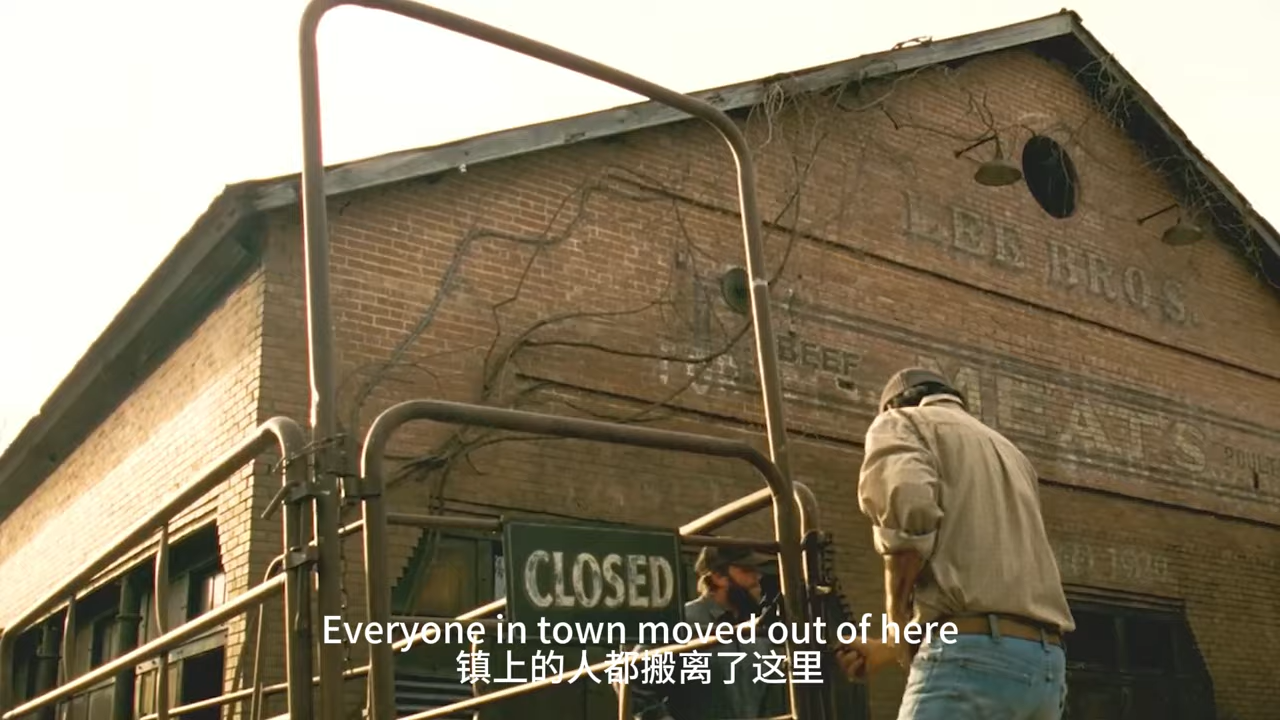 LEE BROS.
BEEF
MEATS
CLOSED
Everyone in town moved out of here
镇上的人都搬离了这里